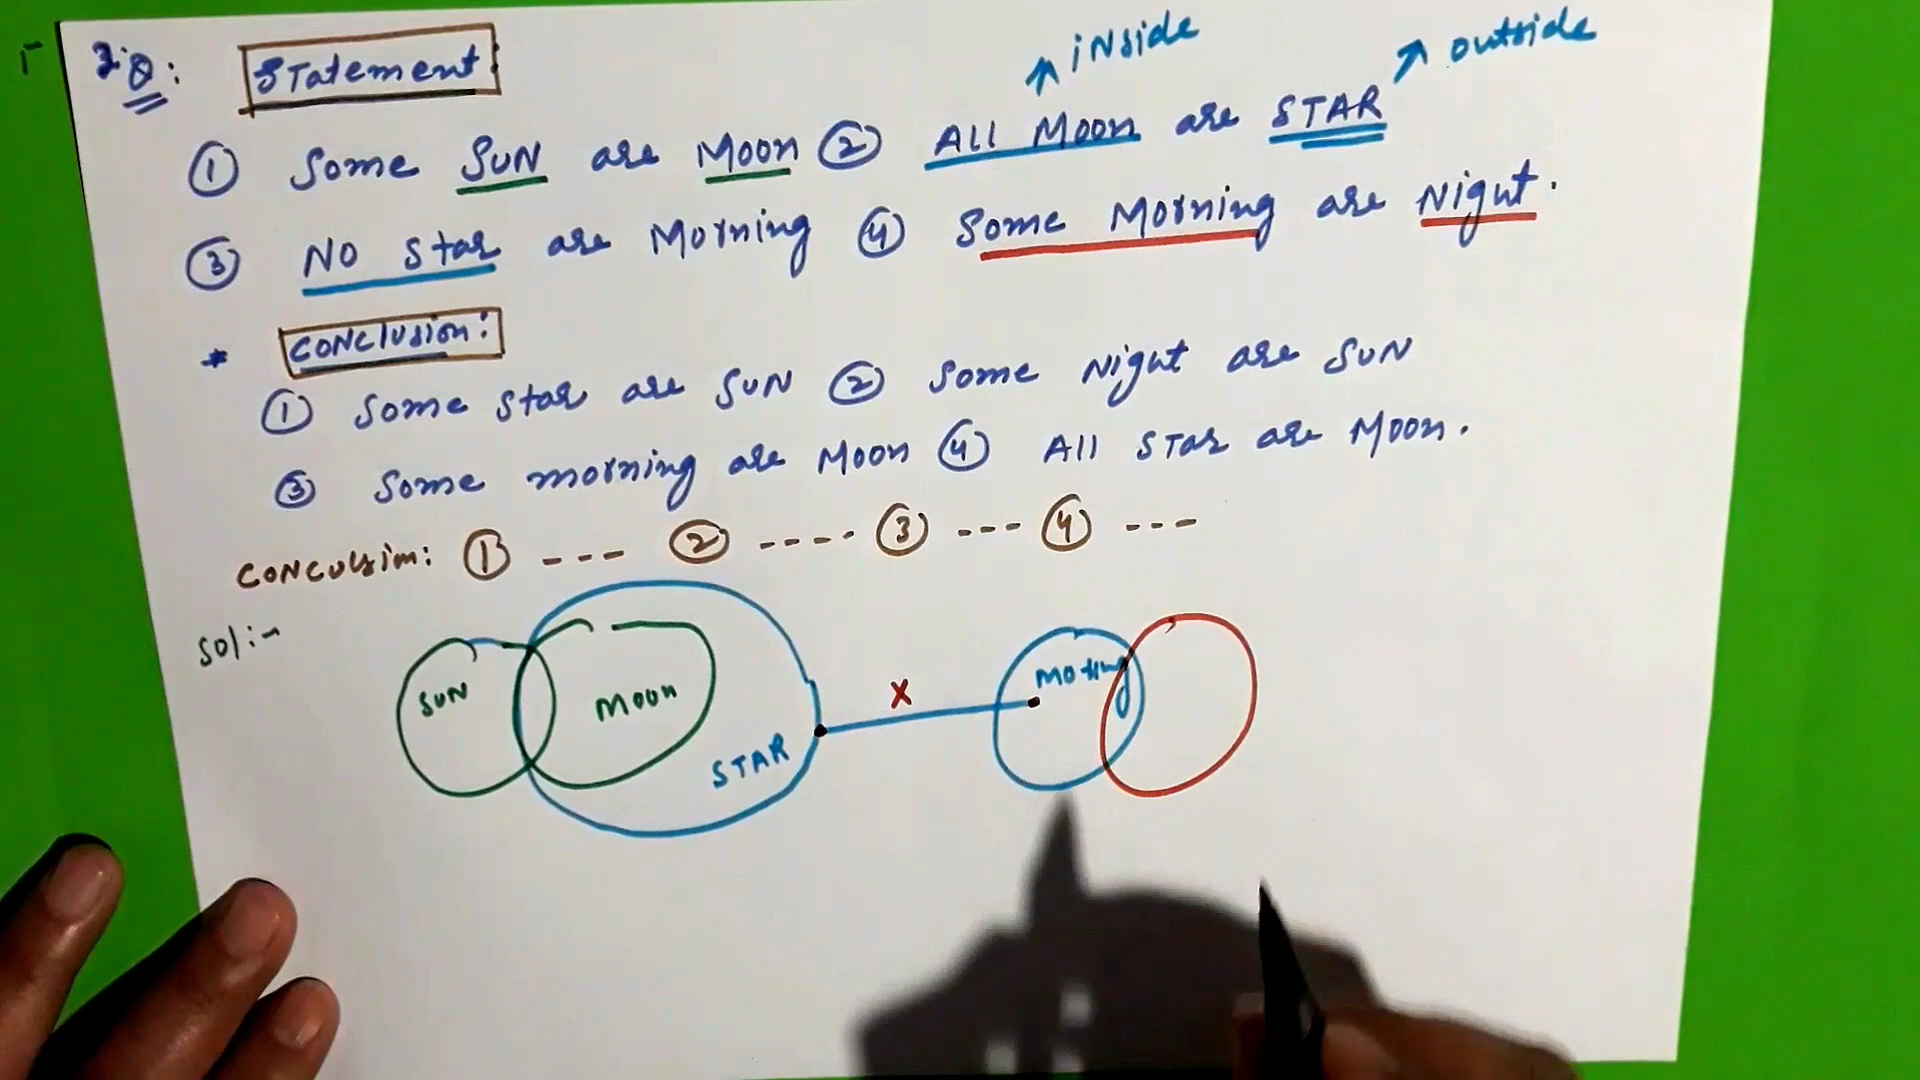 3.Q: Statement:
inside
outside
① Some SUN are Moon ② All Moon are STAR
③ NO Star are Morning ④ Some Morning are Night.
* Conclusion:
① Some star are SUN ② Some Night are SUN
③ Some morning are Moon ④ All STar are Moon.
Conculsim: ① --- ② ---- ③ --- ④ ---
Sol:-
SUN Moon STAR X Morning